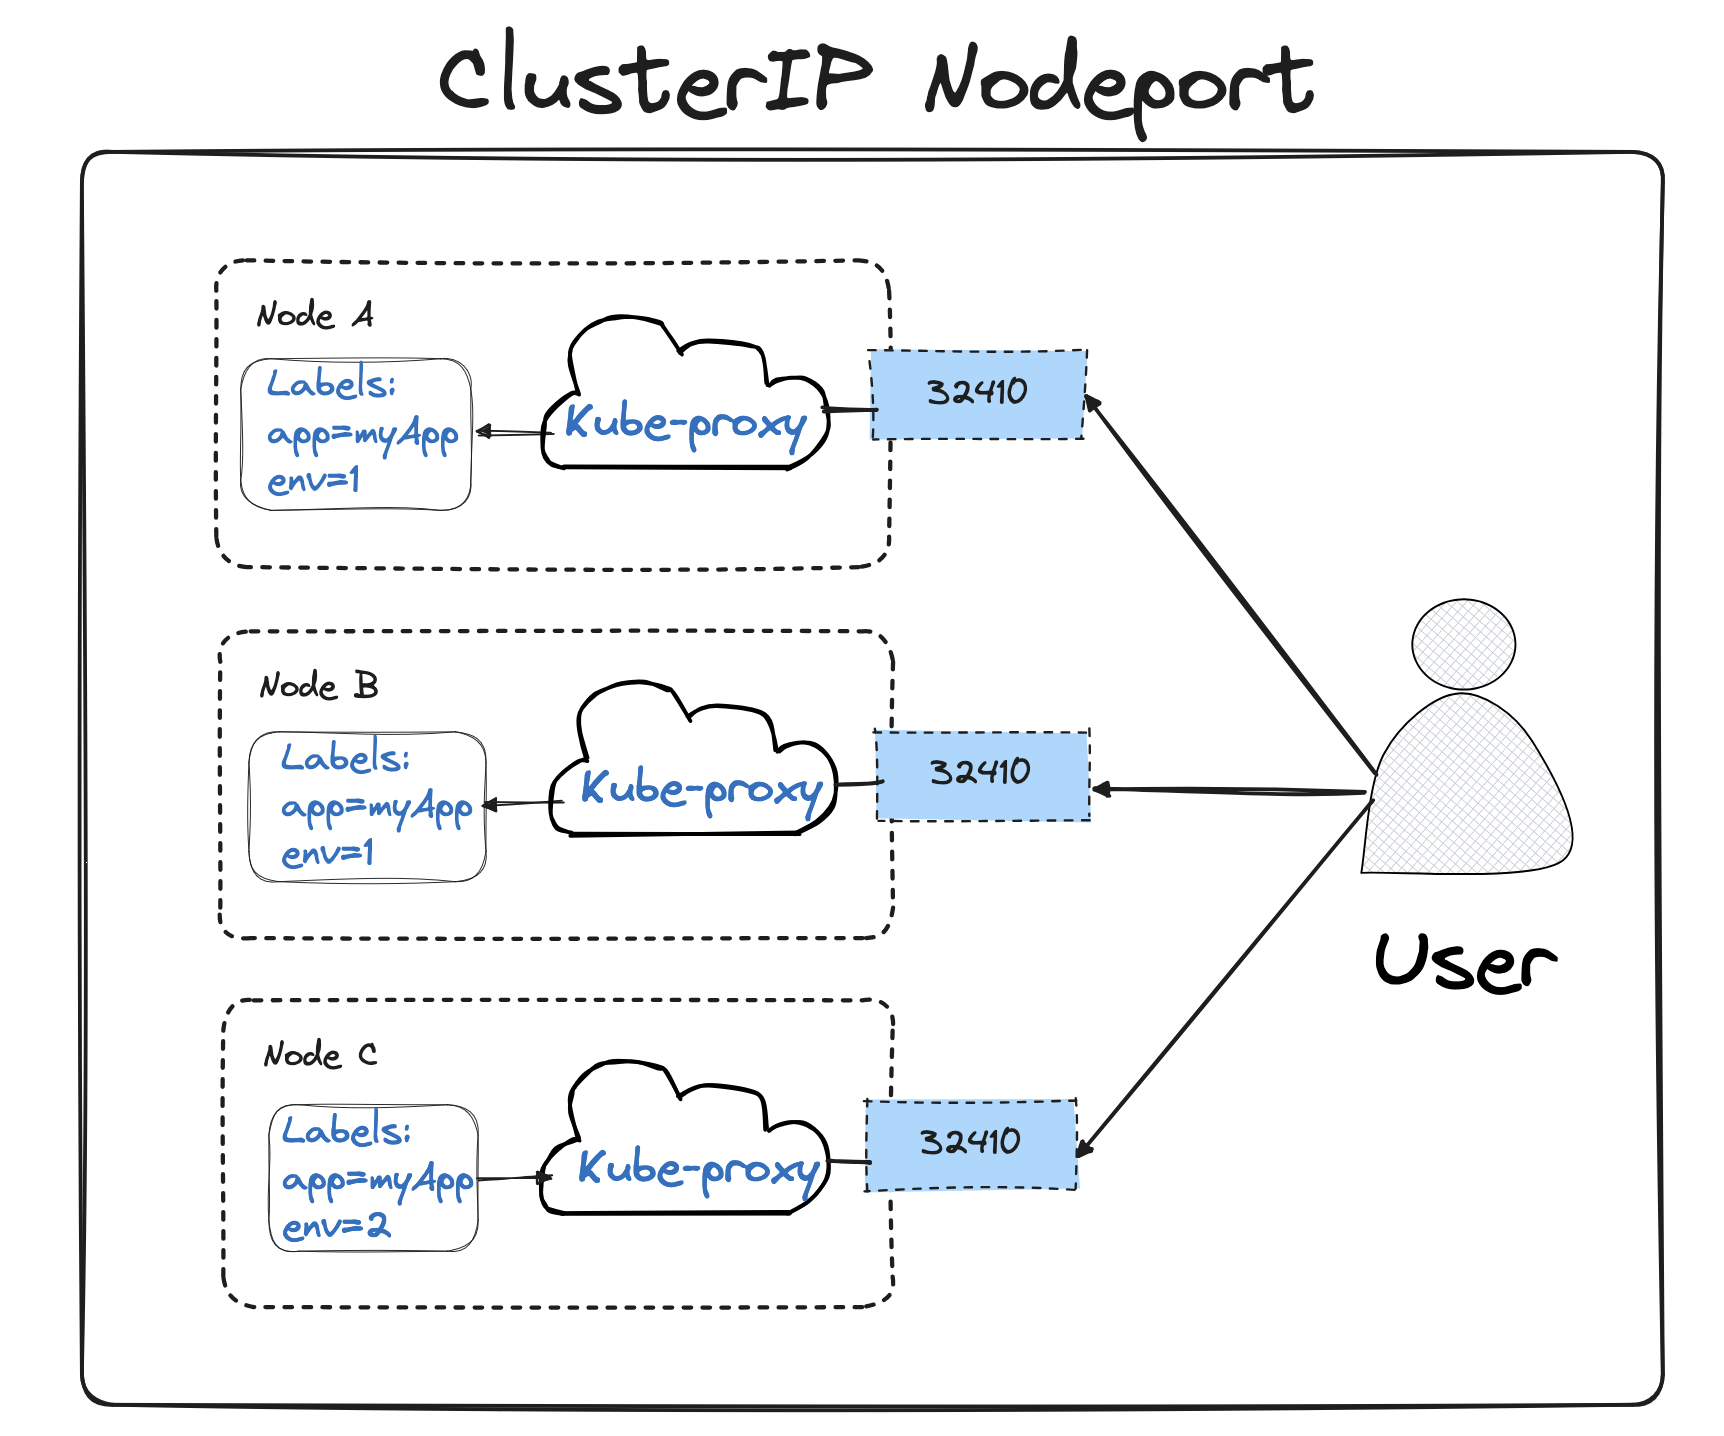 ClusterIP Nodeport
Node A
Labels:
app=myApp
env=1
Kube-proxy
32410
Node B
Labels:
app=myApp
env=1
Kube-proxy
32410
User
Node C
Labels:
app=myApp
env=2
Kube-proxy
32410